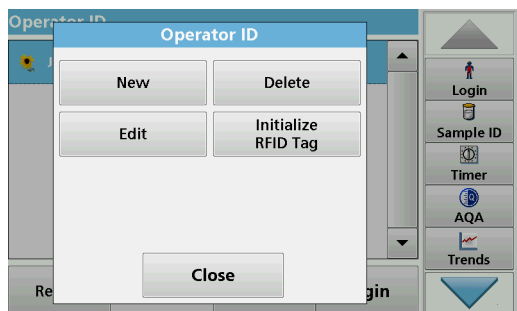 Operator ID
Operator ID
J
New
Delete
Edit
Initialize
RFID Tag
Close
Re
gin
Login
Sample ID
Timer
AQA
Trends